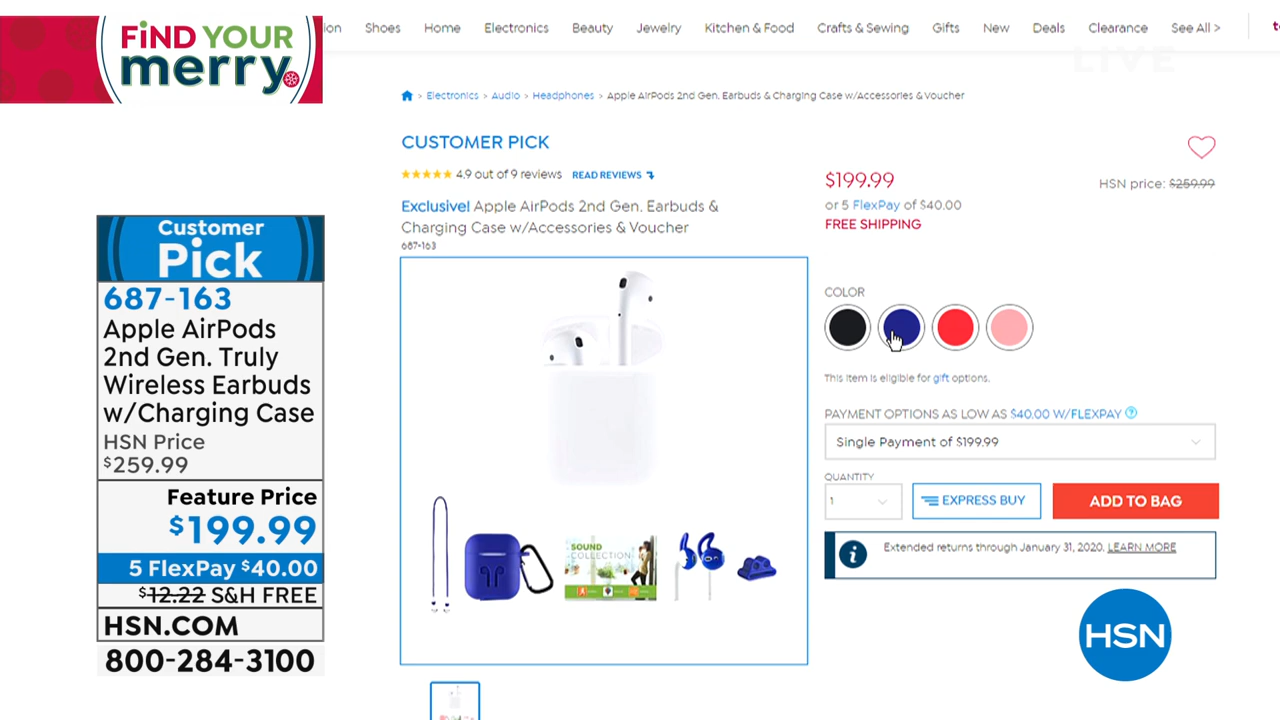 FiND YOUR
merry
Shoes Home Electronics Beauty Jewelry Kitchen & Food Crafts & Sewing Gifts New Deals Clearance See All >
LIVE
> Electronics > Audio > Headphones > Apple AirPods 2nd Gen. Earbuds & Charging Case w/Accessories & Voucher
CUSTOMER PICK
4.9 out of 9 reviews READ REVIEWS
Exclusive! Apple AirPods 2nd Gen. Earbuds &
Charging Case w/Accessories & Voucher
687-163
$199.99
HSN price: $259.99
or 5 FlexPay of $40.00
FREE SHIPPING
COLOR
This item is eligible for gift options.
PAYMENT OPTIONS AS LOW AS $40.00 W/FLEXPAY ?
Single Payment of $199.99
QUANTITY
1
EXPRESS BUY
ADD TO BAG
i
Extended returns through January 31, 2020. LEARN MORE
SOUND
COLLECTION
Customer
Pick
687-163
Apple AirPods
2nd Gen. Truly
Wireless Earbuds
w/Charging Case
HSN Price
$259.99
Feature Price
$199.99
5 FlexPay $40.00
$12.22 S&H FREE
HSN.COM
800-284-3100
HSN